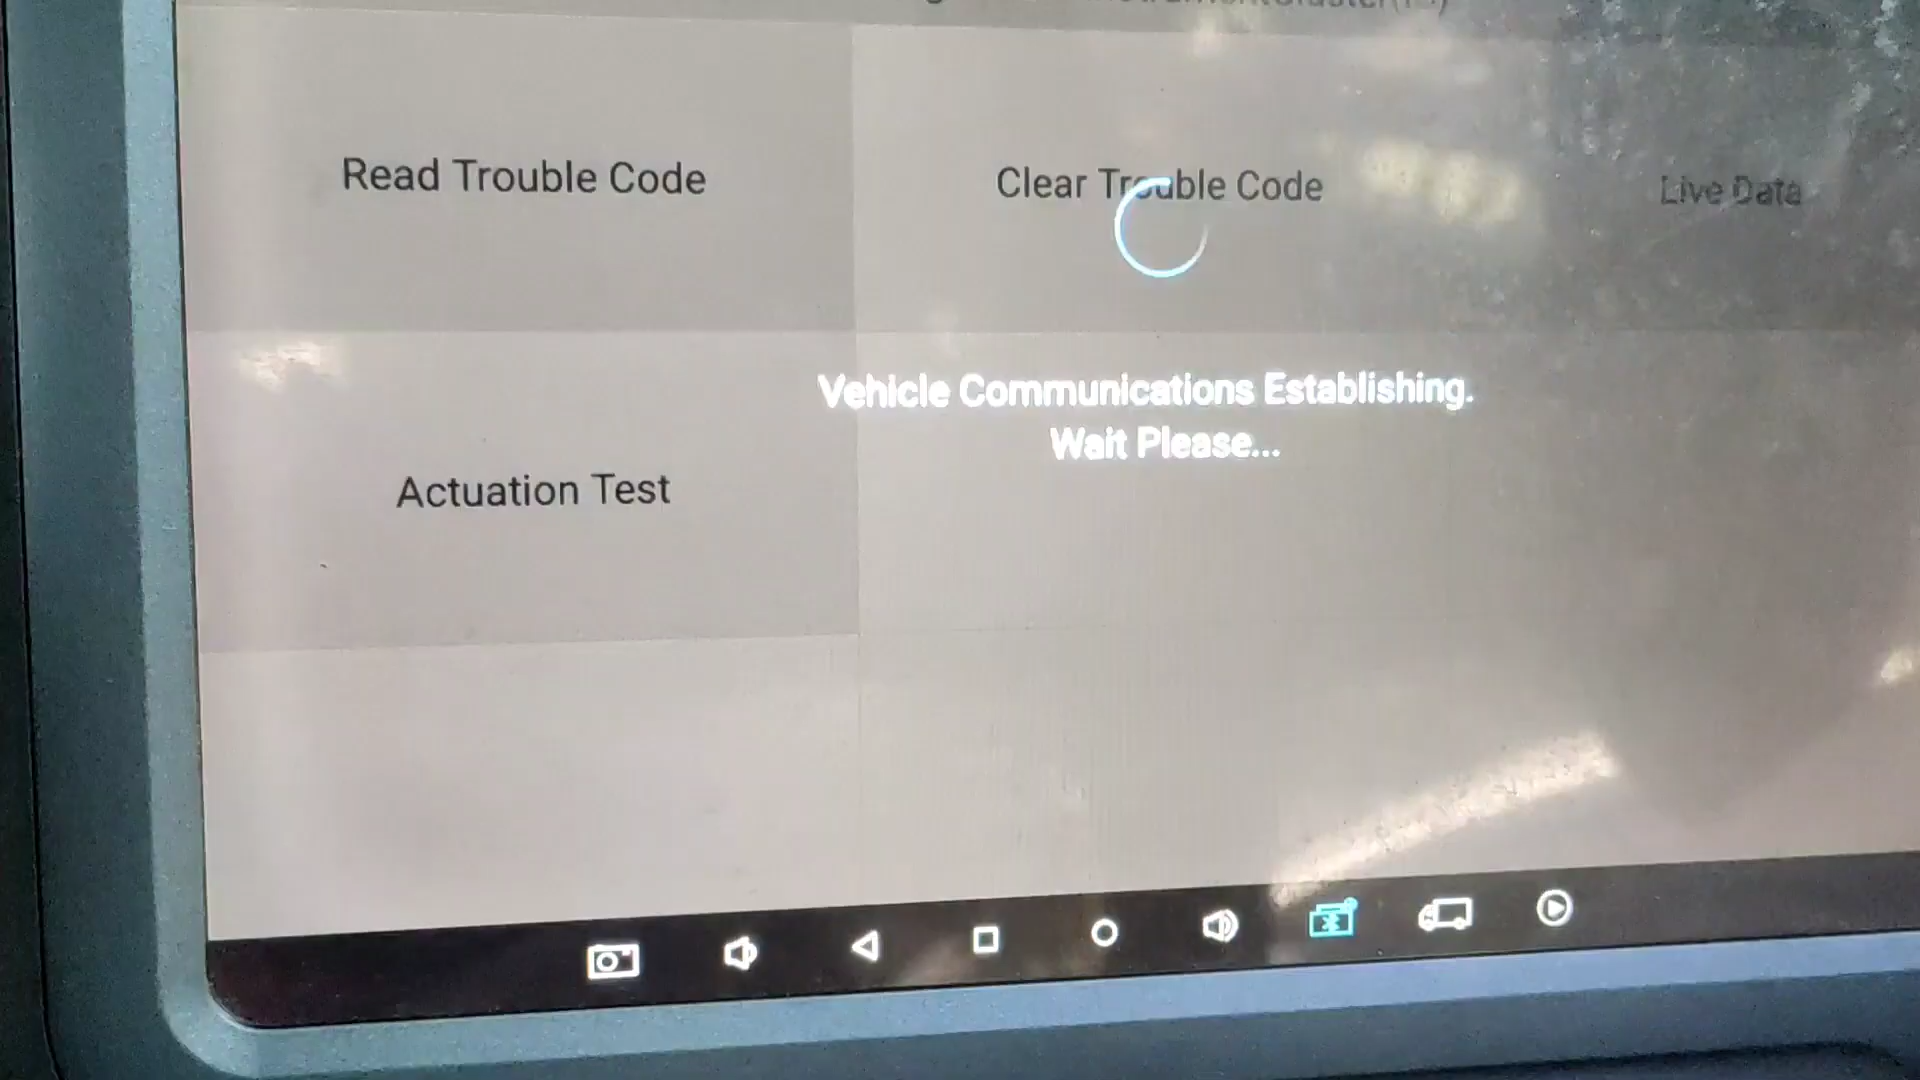 Read Trouble Code
Clear Trouble Code
Live Data
Vehicle Communications Establishing.
Wait Please...
Actuation Test